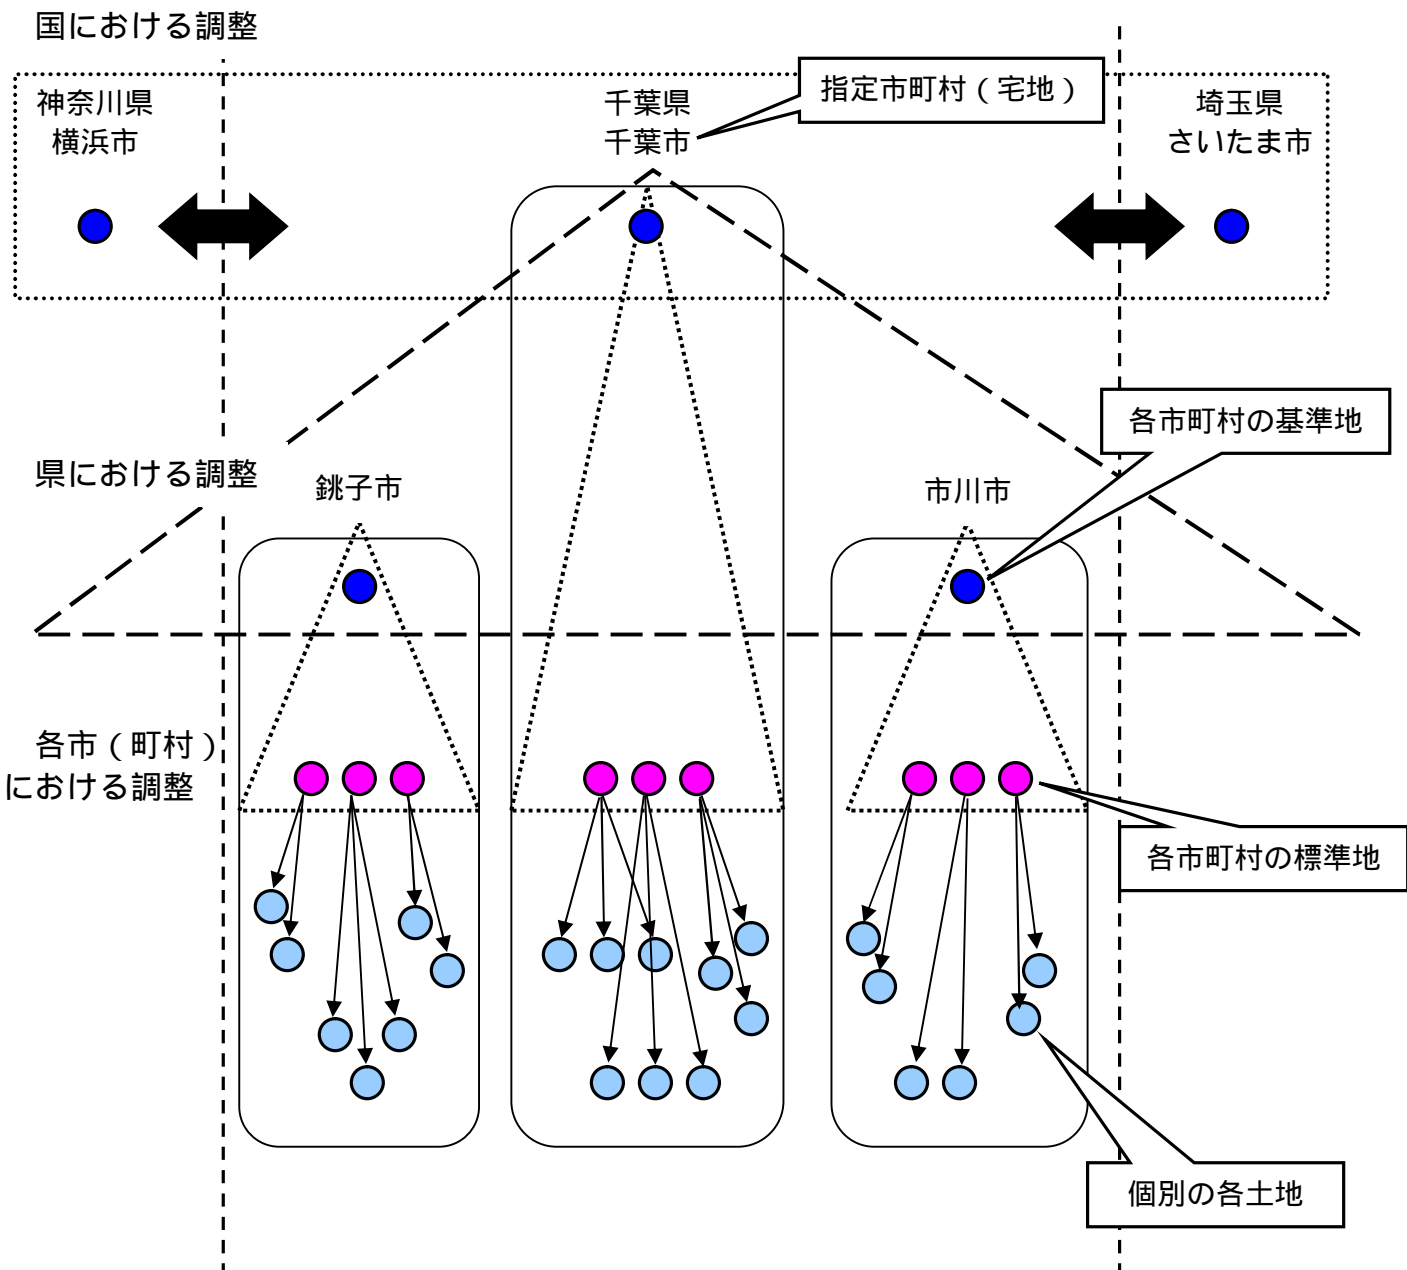 国における調整
指定市町村（宅地）
神奈川県
横浜市
千葉県
千葉市
埼玉県
さいたま市
各市町村の基準地
県における調整
銚子市
市川市
各市（町村）
における調整
各市町村の標準地
個別の各土地